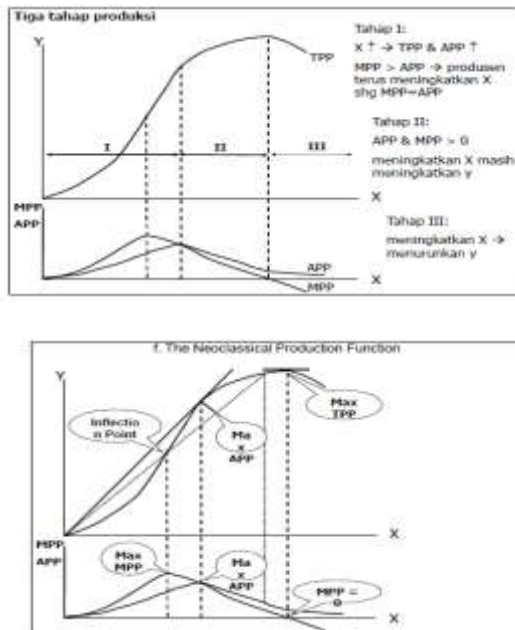 Tiga tahap produksi
Y
TPP
I
II
III
X
MPP
APP
APP
MPP
X
Tahap I:
X ↑ → TPP & APP ↑
MPP > APP → produsen
terus meningkatkan X
shg MPP=APP
Tahap II:
APP & MPP > 0
meningkatkan X masih
meningkatkan y
Tahap III:
meningkatkan X →
menurunkan y
f. The Neoclassical Production Function
Y
Inflectio
n Point
Ma
x
APP
Max
TPP
X
MPP
APP
Max
MPP
Ma
x
APP
MPP =
0
X